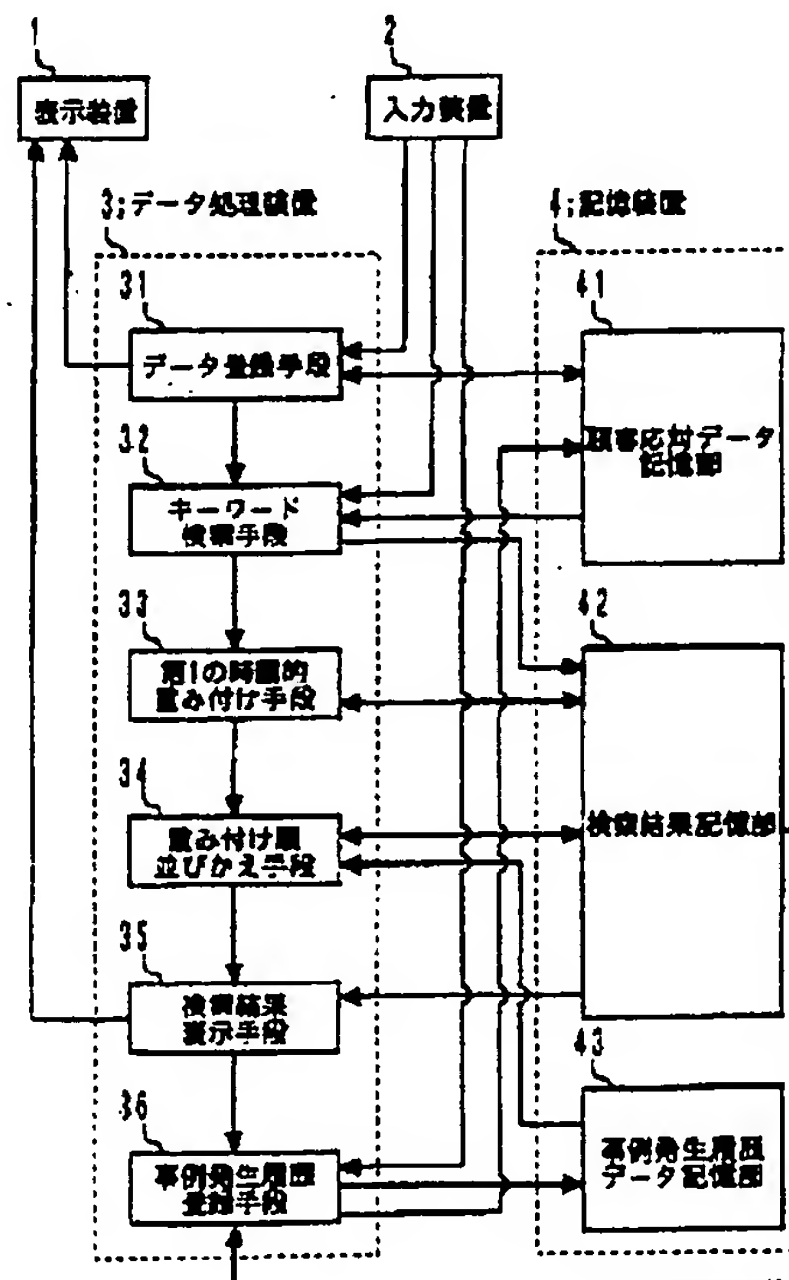 1
2
表示装置
入力装置
3;データ処理装置
4;記憶装置
31
データ登録手段
41
顧客応対データ
記憶部
32
キーワード
検索手段
33
第1の時間的
重み付け手段
42
検索結果記憶部
34
重み付け順
並びかえ手段
35
検索結果
表示手段
43
事例発生履歴
データ記憶部
36
事例発生履歴
登録手段